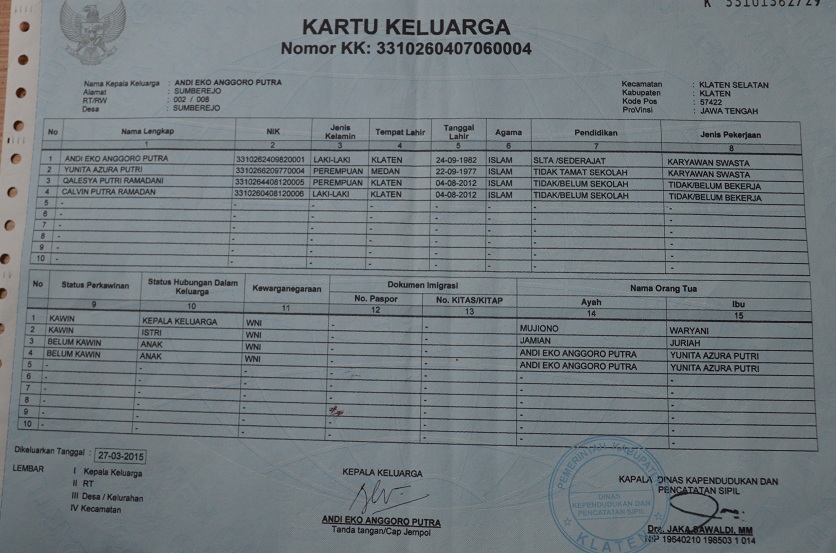 K 33101362729
KARTU KELUARGA
Nomor KK: 3310260407060004
Nama Kepala Keluarga : ANDI EKO ANGGORO PUTRA
Alamat : SUMBEREJO
RT/RW : 002 / 008
Desa : SUMBEREJO
Kecamatan : KLATEN SELATAN
Kabupaten : KLATEN
Kode Pos : 57422
ProVinsi : JAWA TENGAH
No Nama Lengkap NIK Jenis Kelamin Tempat Lahir Tanggal Lahir Agama Pendidikan Jenis Pekerjaan
1 2 3 4 5 6 7 8
1 ANDI EKO ANGGORO PUTRA 3310262409820001 LAKI-LAKI KLATEN 24-09-1982 ISLAM SLTA /SEDERAJAT KARYAWAN SWASTA
2 YUNITA AZURA PUTRI 3310266209770004 PEREMPUAN MEDAN 22-09-1977 ISLAM TIDAK TAMAT SEKOLAH KARYAWAN SWASTA
3 QALESYA PUTRI RAMADANI 3310264408120005 PEREMPUAN KLATEN 04-08-2012 ISLAM TIDAK/BELUM SEKOLAH TIDAK/BELUM BEKERJA
4 CALVIN PUTRA RAMADAN 3310260408120006 LAKI-LAKI KLATEN 04-08-2012 ISLAM TIDAK/BELUM SEKOLAH TIDAK/BELUM BEKERJA
5 - - - - - - - -
6 - - - - - - - -
7 - - - - - - - -
8 - - - - - - - -
9 - - - - - - - -
10 - - - - - - - -
No Status Perkawinan Status Hubungan Dalam Keluarga Kewarganegaraan Dokumen Imigrasi Nama Orang Tua
No. Paspor No. KITAS/KITAP Ayah Ibu
9 10 11 12 13 14 15
1 KAWIN KEPALA KELUARGA WNI - - MUJIONO WARYANI
2 KAWIN ISTRI WNI - - JAMIAN JURIAH
3 BELUM KAWIN ANAK WNI - - ANDI EKO ANGGORO PUTRA YUNITA AZURA PUTRI
4 BELUM KAWIN ANAK WNI - - ANDI EKO ANGGORO PUTRA YUNITA AZURA PUTRI
5 - - - - - - -
6 - - - - - - -
7 - - - - - - -
8 - - - - - - -
9 - - - - - - -
10 - - - - - - -
Dikeluarkan Tanggal : 27-03-2015
LEMBAR
I Kepala Keluarga
II RT
III Desa / Kelurahan
IV Kecamatan
KEPALA KELUARGA
ANDI EKO ANGGORO PUTRA
Tanda tangan/Cap Jempol
KAPALA DINAS KAPENDUDUKAN DAN
PENCATATAN SIPIL
Drs. JAKA SAWALDI, MM
NIP 19640210 198503 1 014
PEMERINTAH KABUPATEN
DINAS
KEPENDUDUKAN DAN
PENCATATAN SIPIL
KLATEN